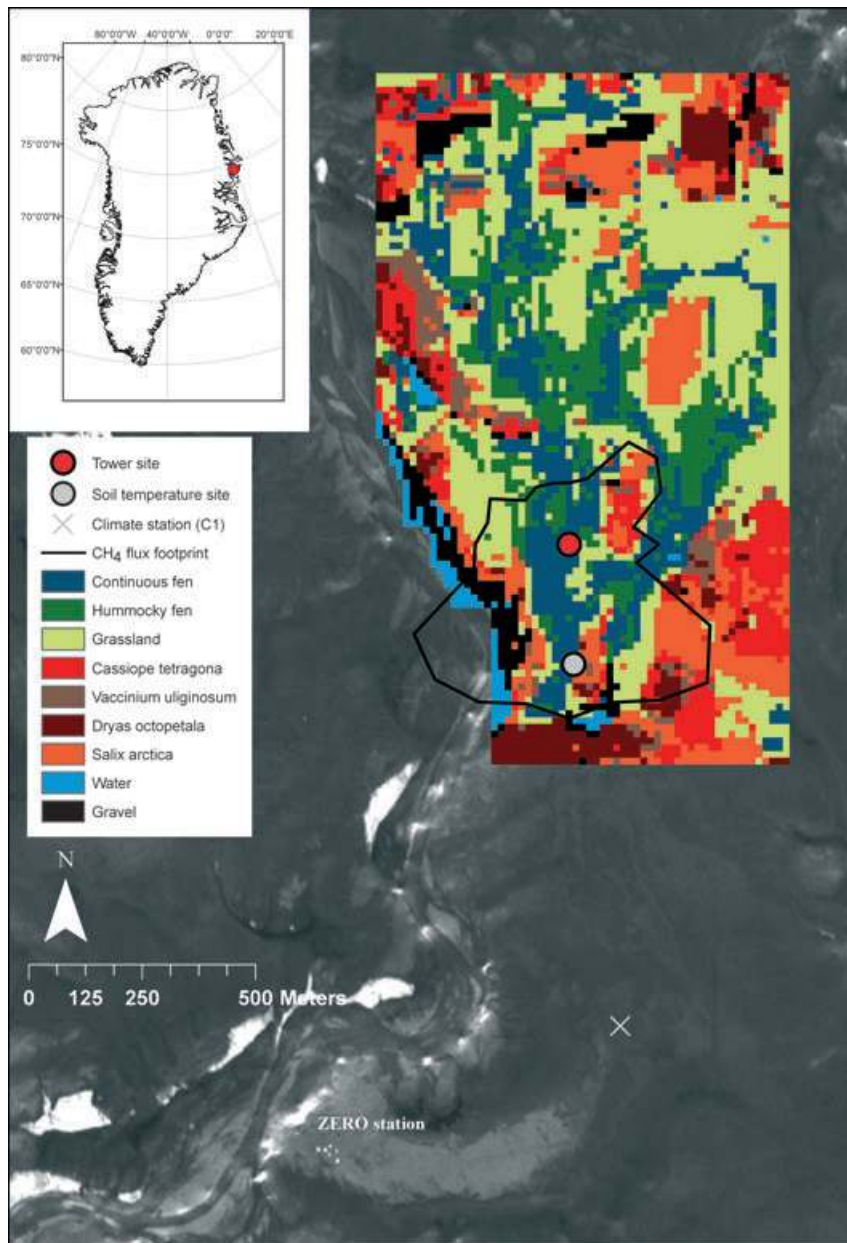 80°0'0"W 40°0'0"W 0°0'0" 20°0'0"E
80°0'0"N
75°0'0"N
70°0'0"N
65°0'0"N
60°0'0"N
Tower site
Soil temperature site
Climate station (C1)
CH4 flux footprint
Continuous fen
Hummocky fen
Grassland
Cassiope tetragona
Vaccinium uliginosum
Dryas octopetala
Salix arctica
Water
Gravel
N
0 125 250 500 Meters
ZERO station